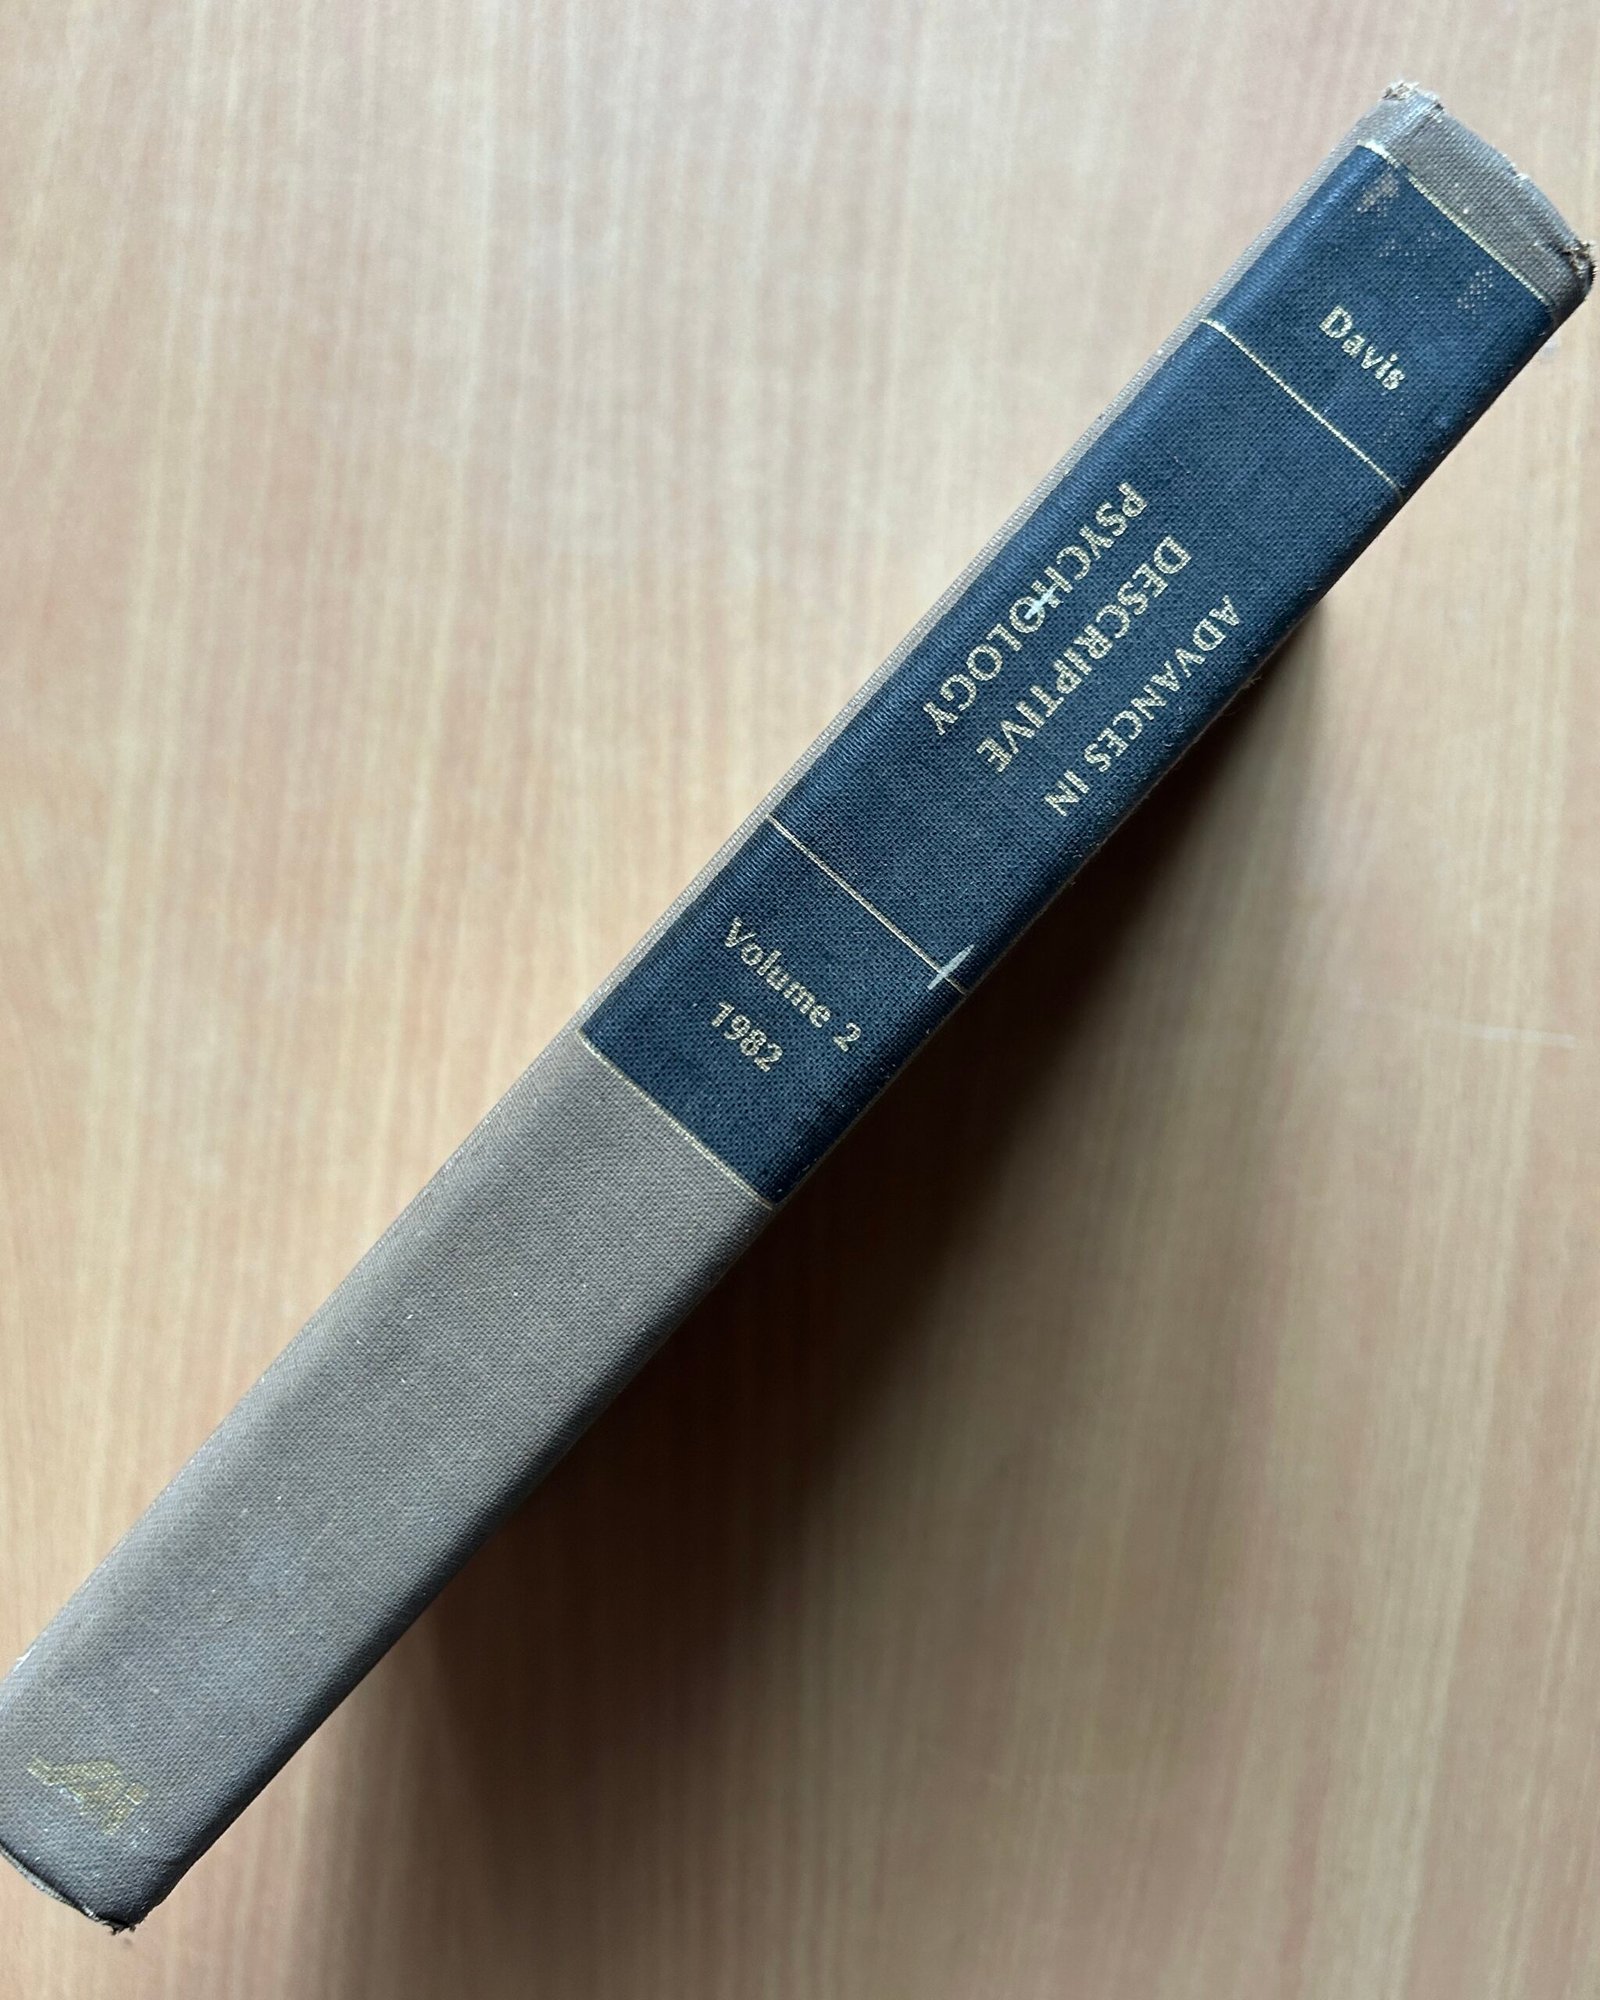 Davis
ADVANCES IN
DESCRIPTIVE
PSYCHOLOGY
Volume 2
1982